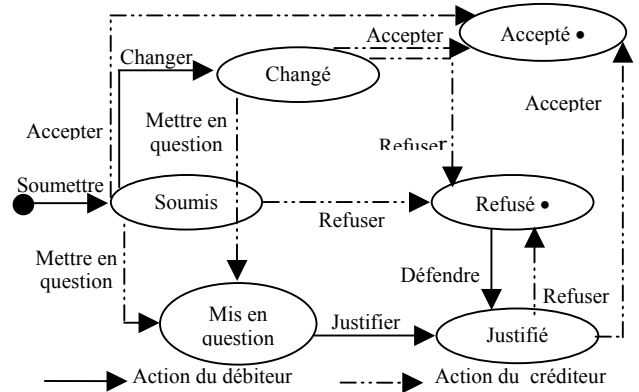 Accepter
Accepté •
Changer
Changé
Accepter
Mettre en
question
Accepter
Refuser
Soumettre
Soumis
Refuser
Refusé •
Mettre en
question
Défendre
Refuser
Mis en
question
Justifier
Justifié
Action du débiteur
Action du créditeur